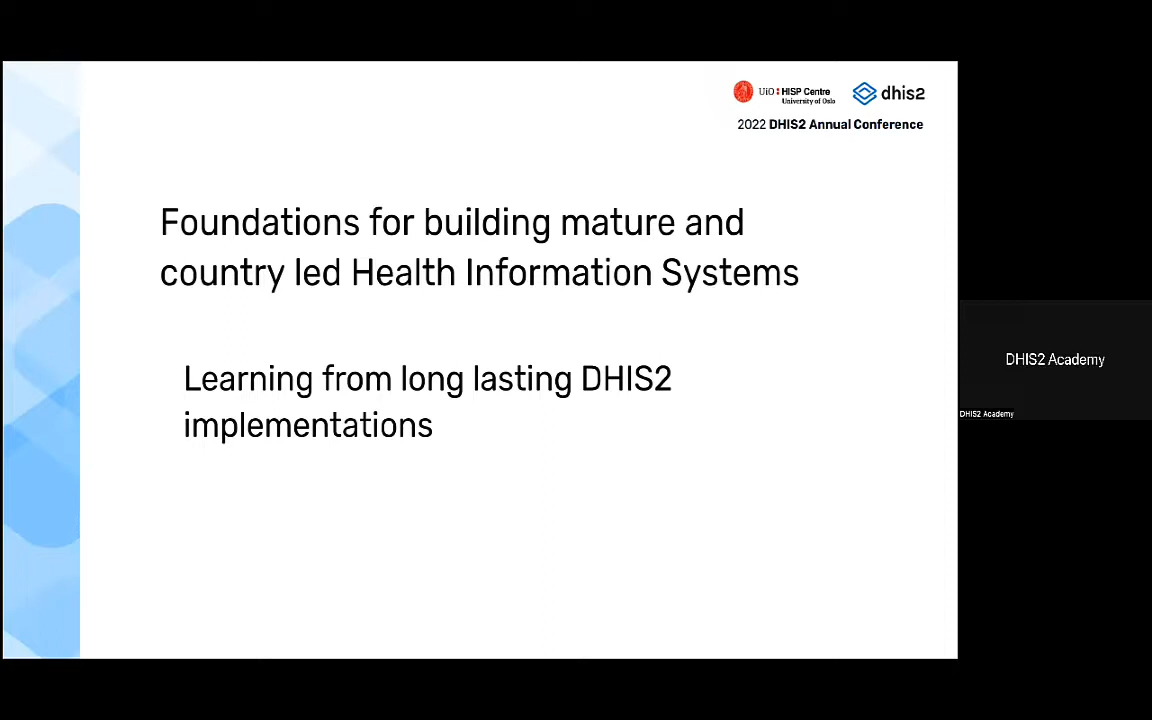 UiO : HISP Centre
University of Oslo
dhis2
2022 DHIS2 Annual Conference
Foundations for building mature and
country led Health Information Systems
Learning from long lasting DHIS2
implementations
DHIS2 Academy
DHIS2 Academy